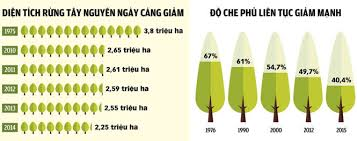 DIỆN TÍCH RỪNG TÂY NGUYÊN NGÀY CÀNG GIẢM
1975 3,8 triệu ha
2010 2,65 triệu ha
2011 2,61 triệu ha
2012 2,59 triệu ha
2013 2,55 triệu ha
2014 2,25 triệu ha
ĐỘ CHE PHỦ LIÊN TỤC GIẢM MẠNH
67% 61% 54,7% 49,7% 40,4%
1976 1990 2000 2012 2015